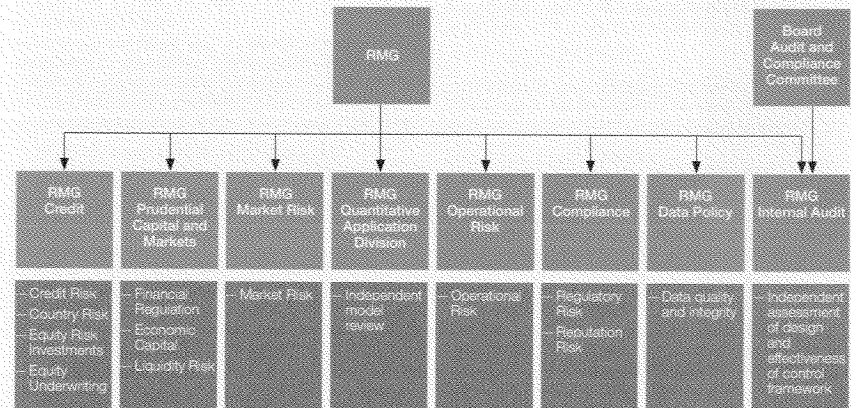 RMG
Board
Audit and
Compliance
Committee
RMG
Credit
RMG
Prudential
Capital and
Markets
RMG
Market Risk
RMG
Quantitative
Application
Division
RMG
Operational
Risk
RMG
Compliance
RMG
Data Policy
RMG
Internal Audit
– Credit Risk
– Country Risk
– Equity Risk
Investments
– Equity
Underwriting
– Financial
Regulation
– Economic
Capital
– Liquidity Risk
– Market Risk
– Independent
model
review
– Operational
Risk
– Regulatory
Risk
– Reputation
Risk
– Data quality
and integrity
– Independent
assessment
of design
and
effectiveness
of control
framework